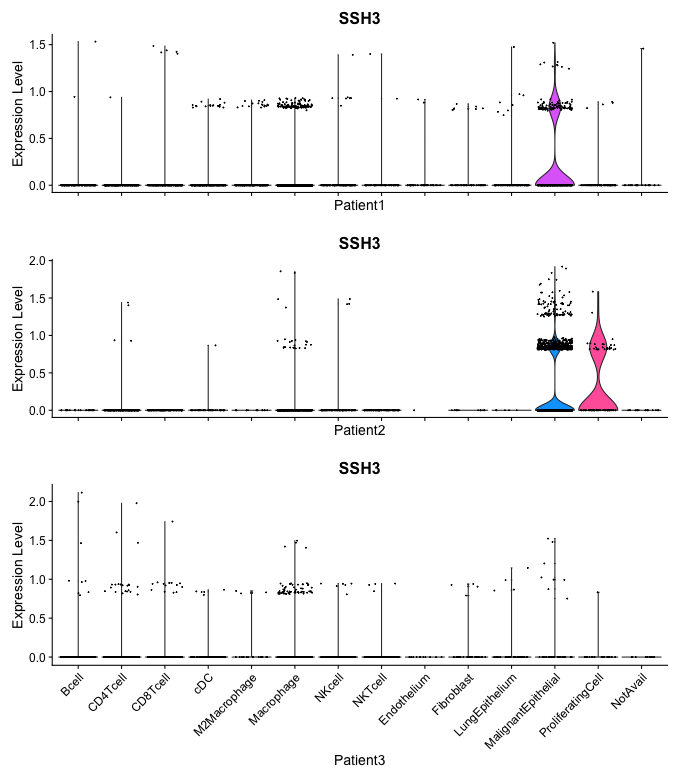 SSH3
Expression Level
1.5
1.0
0.5
0.0
Patient1
SSH3
Expression Level
2.0
1.5
1.0
0.5
0.0
Patient2
SSH3
Expression Level
2.0
1.5
1.0
0.5
0.0
Bcell
CD4Tcell
CD8Tcell
cDC
M2Macrophage
Macrophage
NKcell
NKTcell
Endothelium
Fibroblast
LungEpithelium
MalignantEpithelial
ProliferatingCell
NotAvail
Patient3